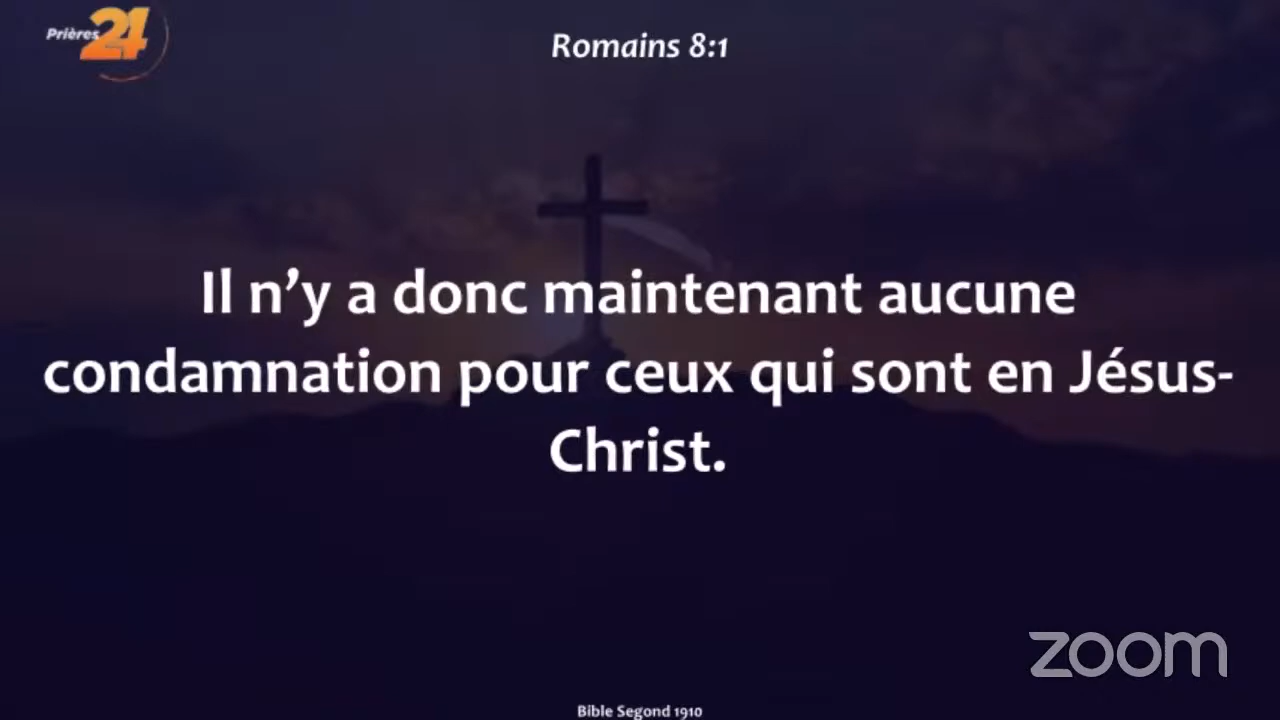 Prières 21
Romains 8:1
Il n’y a donc maintenant aucune
condamnation pour ceux qui sont en Jésus-
Christ.
zoom
Bible Segond 1910